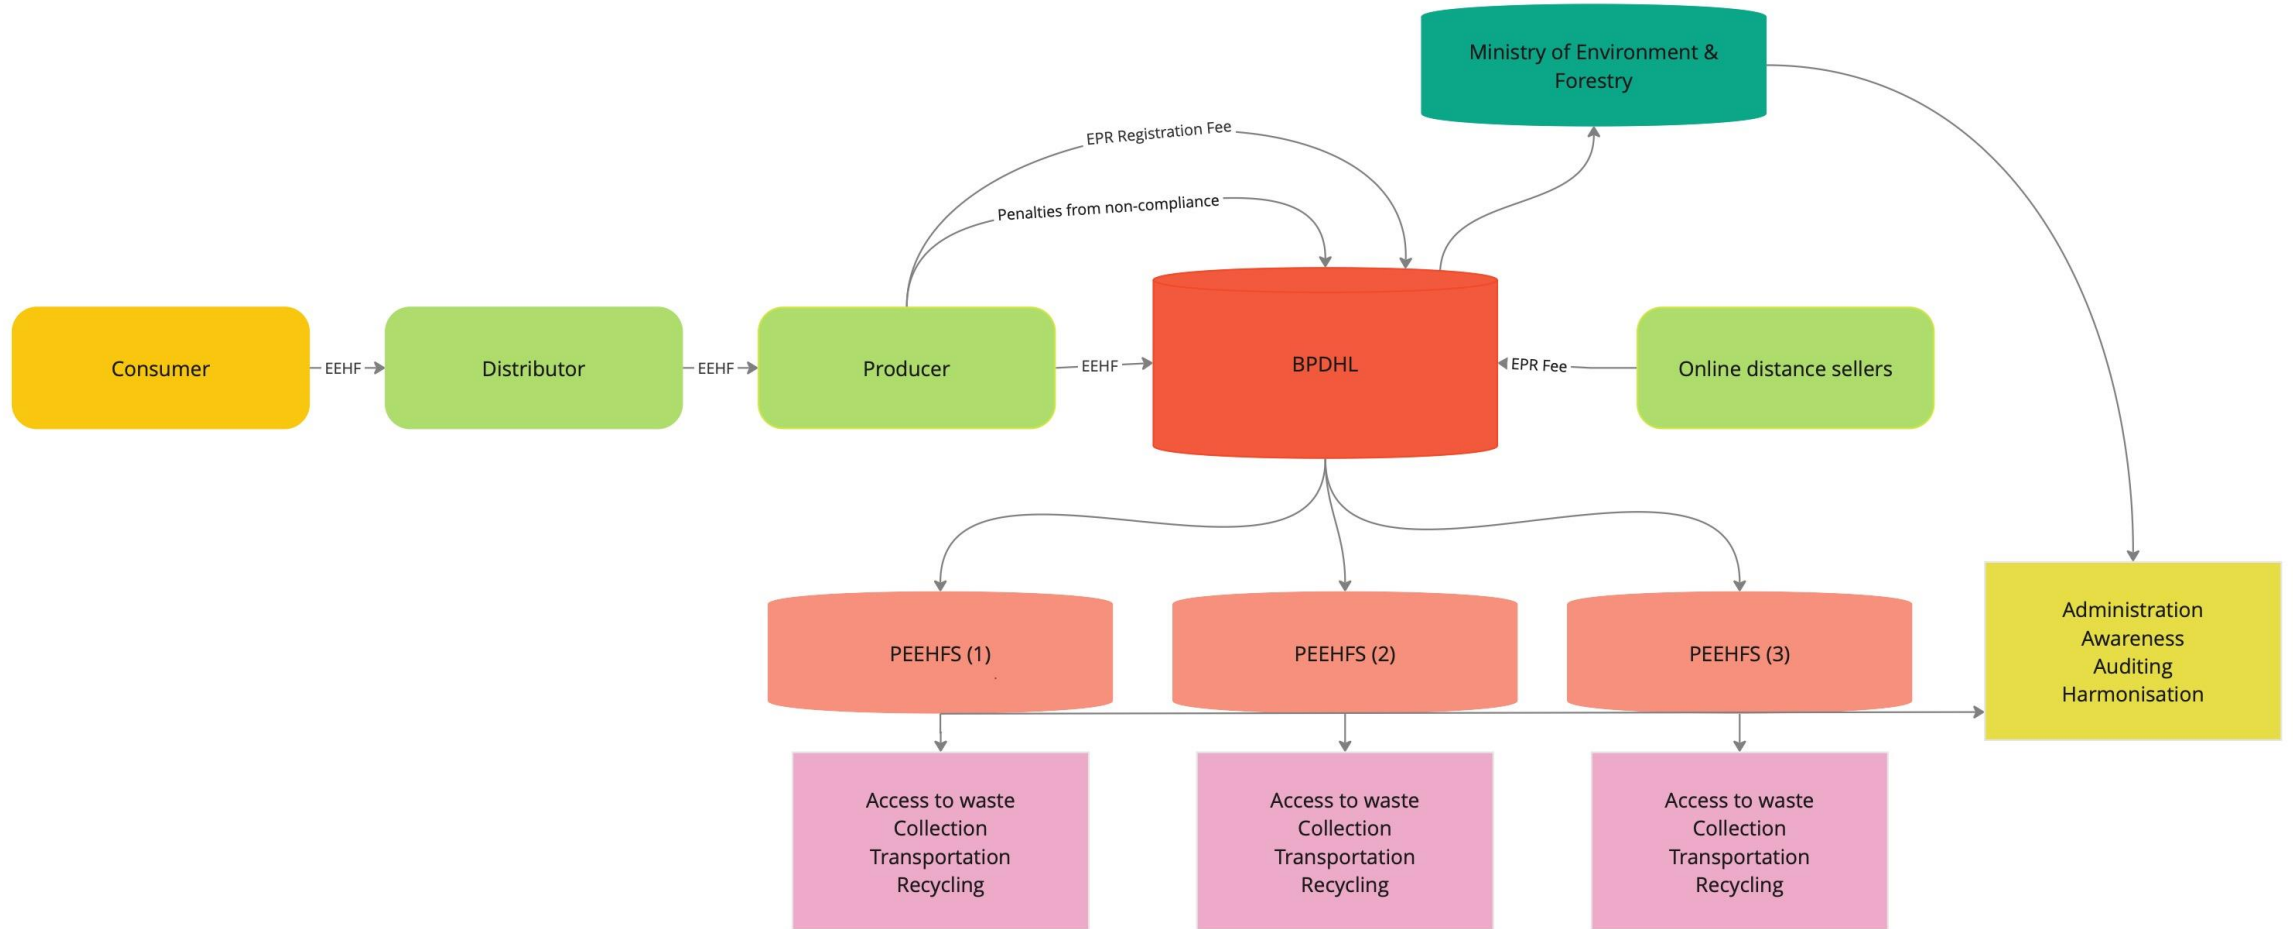 Ministry of Environment &
Forestry
EPR Registration Fee
Penalties from non-compliance
Consumer
EEHF
Distributor
EEHF
Producer
EEHF
BPDHL
EPR Fee
Online distance sellers
PEEHFS (1)
PEEHFS (2)
PEEHFS (3)
Administration
Awareness
Auditing
Harmonisation
Access to waste
Collection
Transportation
Recycling
Access to waste
Collection
Transportation
Recycling
Access to waste
Collection
Transportation
Recycling